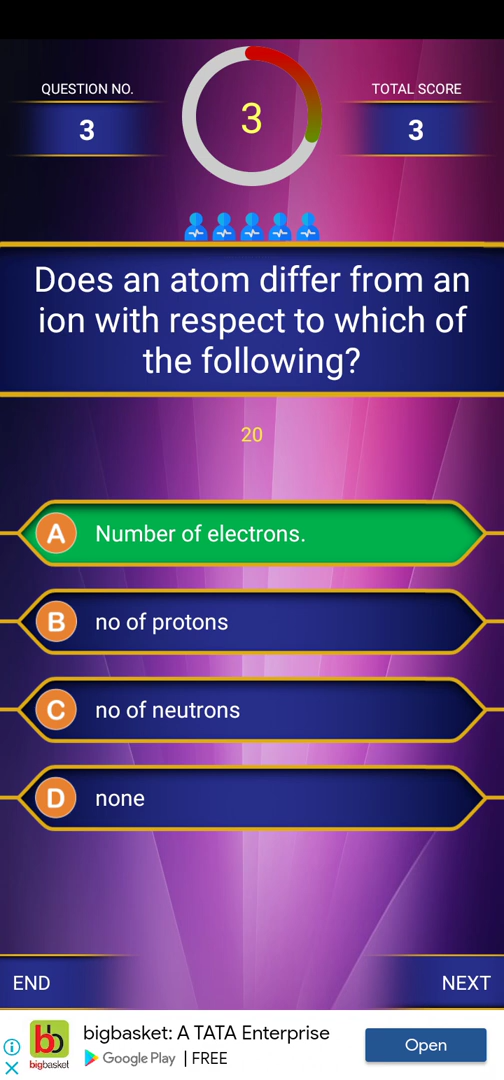 QUESTION NO.
3
3
TOTAL SCORE
3
Does an atom differ from an
ion with respect to which of
the following?
20
A Number of electrons.
B no of protons
C no of neutrons
D none
END
NEXT
bb
bigbasket
bigbasket: A TATA Enterprise
Google Play | FREE
Open